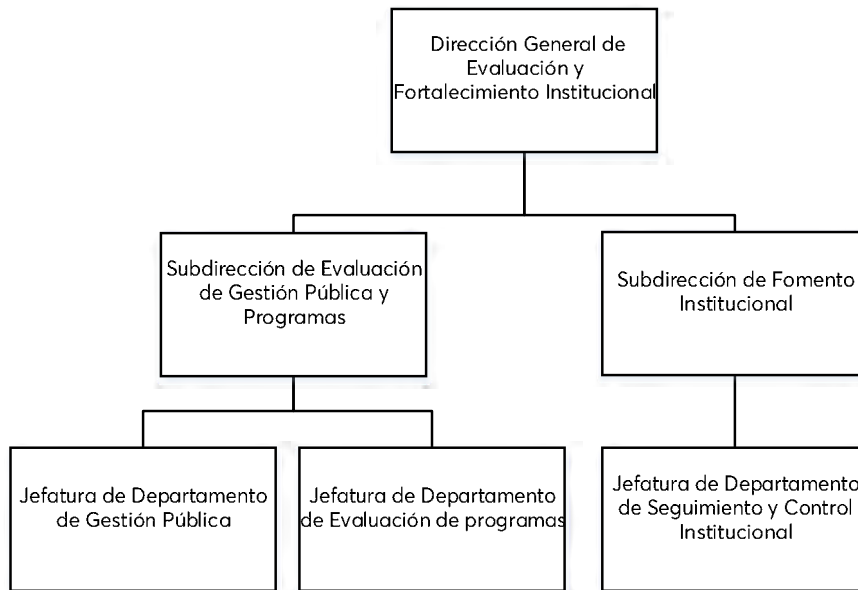 Dirección General de
Evaluación y
Fortalecimiento Institucional
Subdirección de Evaluación
de Gestión Pública y
Programas
Subdirección de Fomento
Institucional
Jefatura de Departamento
de Gestión Pública
Jefatura de Departamento
de Evaluación de programas
Jefatura de Departamento
de Seguimiento y Control
Institucional